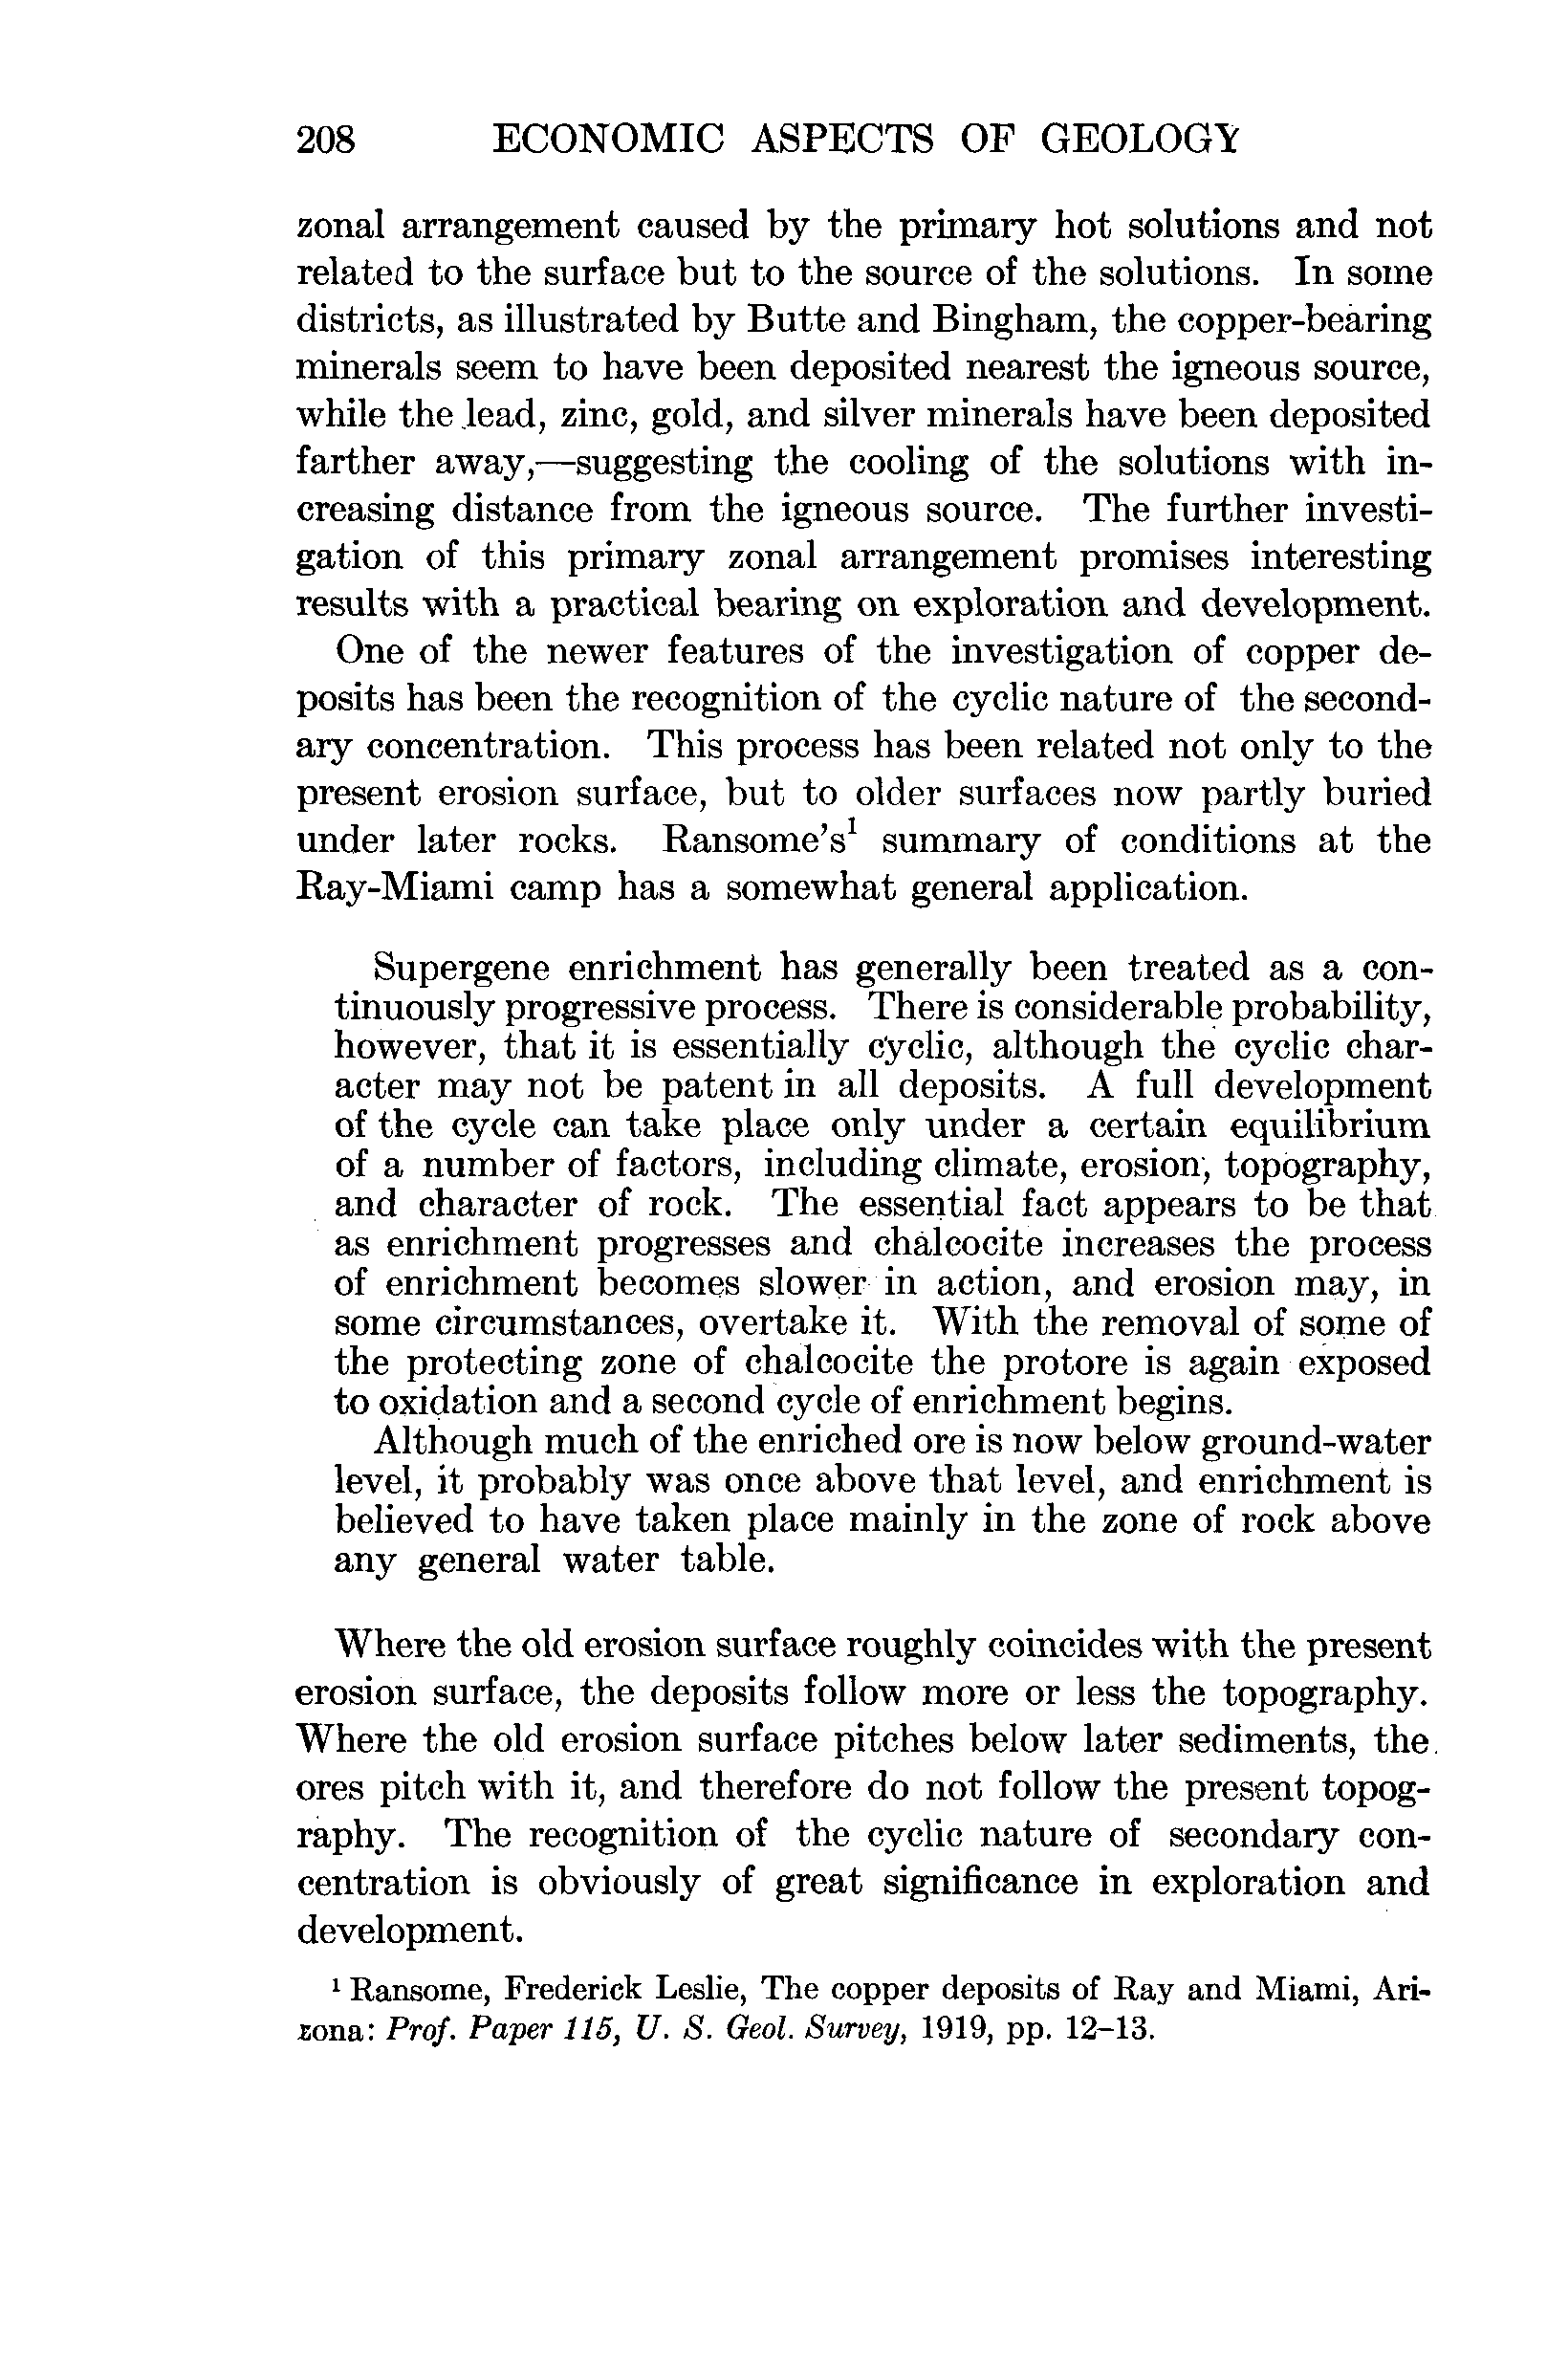 208 ECONOMIC ASPECTS OF GEOLOGY
zonal arrangement caused by the primary hot solutions and not
related to the surface but to the source of the solutions. In some
districts, as illustrated by Butte and Bingham, the copper-bearing
minerals seem to have been deposited nearest the igneous source,
while the lead, zinc, gold, and silver minerals have been deposited
farther away,—suggesting the cooling of the solutions with in-
creasing distance from the igneous source. The further investi-
gation of this primary zonal arrangement promises interesting
results with a practical bearing on exploration and development.
One of the newer features of the investigation of copper de-
posits has been the recognition of the cyclic nature of the second-
ary concentration. This process has been related not only to the
present erosion surface, but to older surfaces now partly buried
under later rocks. Ransome's¹ summary of conditions at the
Ray-Miami camp has a somewhat general application.
Supergene enrichment has generally been treated as a con-
tinuously progressive process. There is considerable probability,
however, that it is essentially cyclic, although the cyclic char-
acter may not be patent in all deposits. A full development
of the cycle can take place only under a certain equilibrium
of a number of factors, including climate, erosion, topography,
and character of rock. The essential fact appears to be that
as enrichment progresses and chalcocite increases the process
of enrichment becomes slower in action, and erosion may, in
some circumstances, overtake it. With the removal of some of
the protecting zone of chalcocite the protore is again exposed
to oxidation and a second cycle of enrichment begins.
Although much of the enriched ore is now below ground-water
level, it probably was once above that level, and enrichment is
believed to have taken place mainly in the zone of rock above
any general water table.
Where the old erosion surface roughly coincides with the present
erosion surface, the deposits follow more or less the topography.
Where the old erosion surface pitches below later sediments, the
ores pitch with it, and therefore do not follow the present topog-
raphy. The recognition of the cyclic nature of secondary con-
centration is obviously of great significance in exploration and
development.
¹ Ransome, Frederick Leslie, The copper deposits of Ray and Miami, Ari-
zona: Prof. Paper 115, U. S. Geol. Survey, 1919, pp. 12–13.